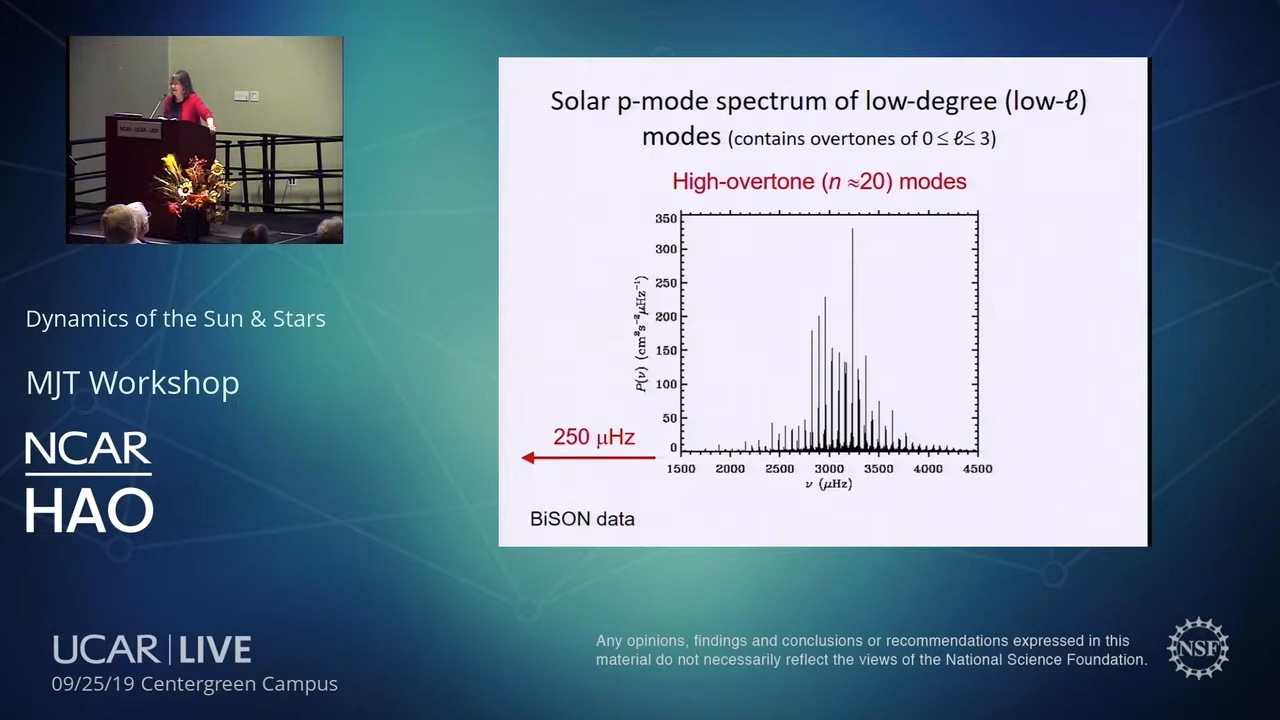 NCAR · UCAR · UCP
Dynamics of the Sun & Stars
MJT Workshop
NCAR
HAO
UCAR | LIVE
09/25/19 Centergreen Campus
Solar p-mode spectrum of low-degree (low-ℓ)
modes (contains overtones of 0 ≤ ℓ≤ 3)
High-overtone (n ≈20) modes
350
300
250
200
150
100
50
0
P(ν) (cm²s⁻²μHz⁻¹)
1500 2000 2500 3000 3500 4000 4500
ν (μHz)
250 μHz
BiSON data
Any opinions, findings and conclusions or recommendations expressed in this
material do not necessarily reflect the views of the National Science Foundation.
NSF